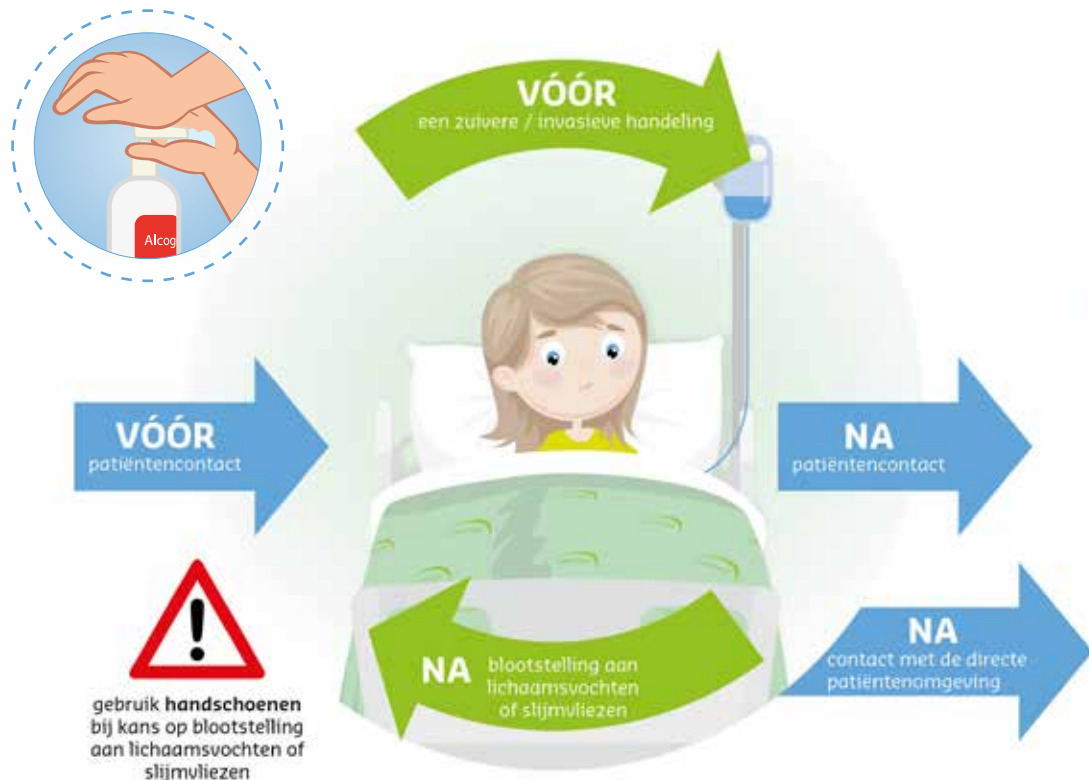 VÓÓR
een zuivere / invasieve handeling
Alcog
VÓÓR
patiëntencontact
NA
patiëntencontact
NA
contact met de directe
patiëntenomgeving
NA
blootstelling aan
lichaamsvochten
of slijmvliezen
gebruik handschoenen
bij kans op blootstelling
aan lichaamsvochten of
slijmvliezen